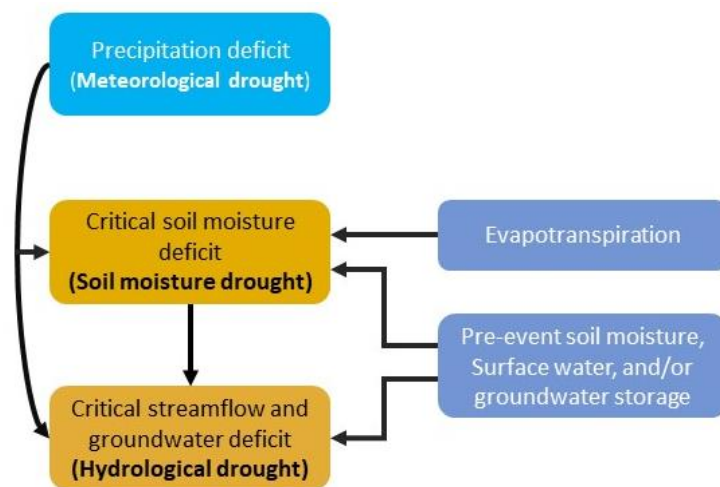 Precipitation deficit
(Meteorological drought)
Critical soil moisture
deficit
(Soil moisture drought)
Evapotranspiration
Pre-event soil moisture,
Surface water, and/or
groundwater storage
Critical streamflow and
groundwater deficit
(Hydrological drought)